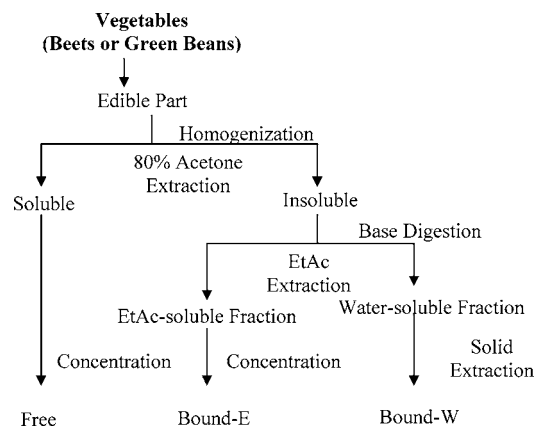 Vegetables
(Beets or Green Beans)
Edible Part
Homogenization
80% Acetone
Extraction
Soluble
Insoluble
Base Digestion
EtAc
Extraction
EtAc-soluble Fraction
Water-soluble Fraction
Concentration
Concentration
Solid
Extraction
Free
Bound-E
Bound-W